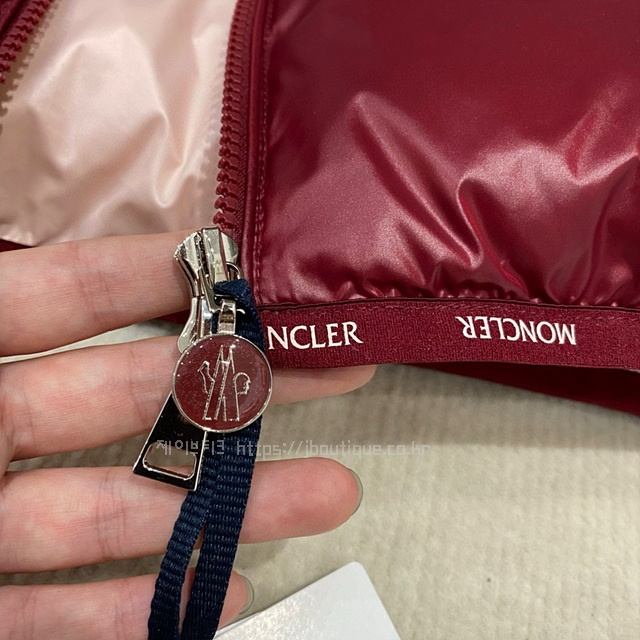 NCLER
MONCLER
제이부티크 https://jboutique.co.kr